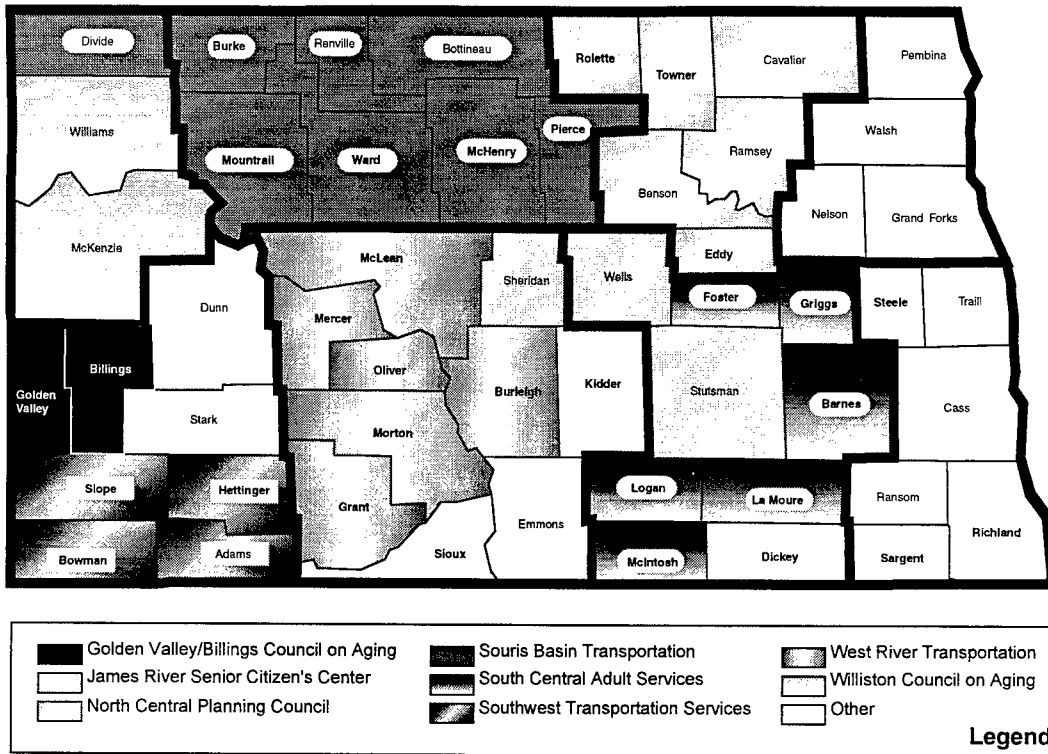 Divide
Burke
Renville
Bottineau
Rolette
Towner
Cavalier
Pembina
Williams
Mountrail
Ward
McHenry
Pierce
Benson
Ramsey
Walsh
Nelson
Grand Forks
McKenzie
Dunn
McLean
Sheridan
Wells
Eddy
Foster
Griggs
Steele
Traill
Mercer
Oliver
Golden
Valley
Billings
Stark
Burleigh
Kidder
Stutsman
Barnes
Cass
Morton
Slope
Hettinger
Grant
Emmons
Logan
La Moure
Ransom
Richland
Bowman
Adams
Sioux
McIntosh
Dickey
Sargent
Golden Valley/Billings Council on Aging
James River Senior Citizen's Center
North Central Planning Council
Souris Basin Transportation
South Central Adult Services
Southwest Transportation Services
West River Transportation
Williston Council on Aging
Other
Legend